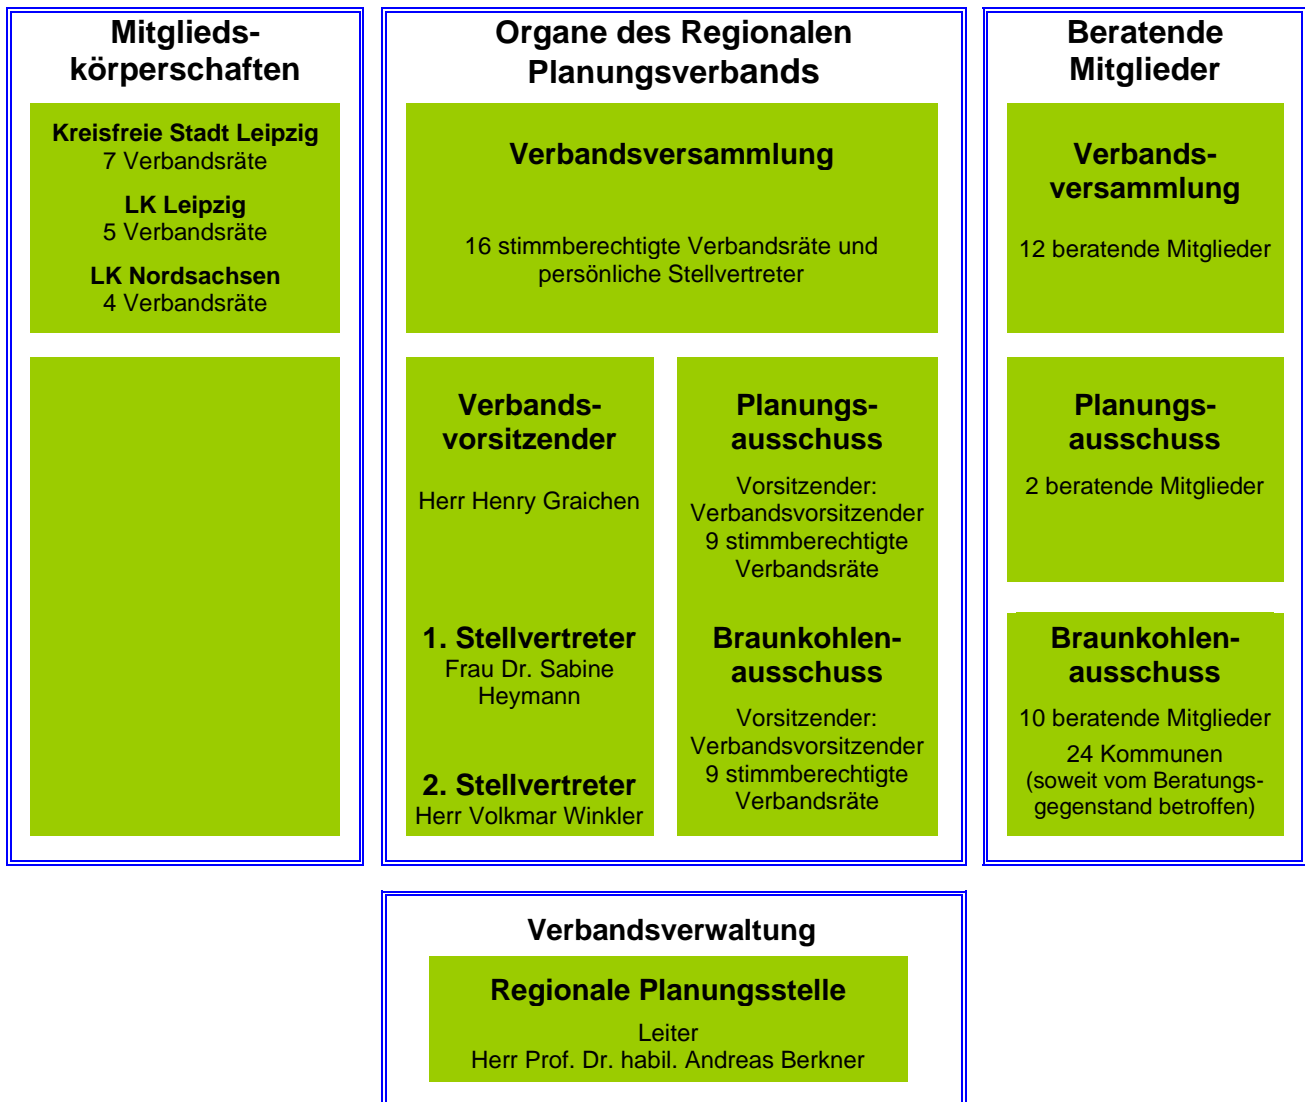 Mitglieds-
körperschaften
Kreisfreie Stadt Leipzig
7 Verbandsräte
LK Leipzig
5 Verbandsräte
LK Nordsachsen
4 Verbandsräte
Organe des Regionalen
Planungsverbands
Verbandsversammlung
16 stimmberechtigte Verbandsräte und
persönliche Stellvertreter
Verbands-
vorsitzender
Herr Henry Graichen
1. Stellvertreter
Frau Dr. Sabine
Heymann
2. Stellvertreter
Herr Volkmar Winkler
Planungs-
ausschuss
Vorsitzender:
Verbandsvorsitzender
9 stimmberechtigte
Verbandsräte
Braunkohlen-
ausschuss
Vorsitzender:
Verbandsvorsitzender
9 stimmberechtigte
Verbandsräte
Beratende
Mitglieder
Verbands-
versammlung
12 beratende Mitglieder
Planungs-
ausschuss
2 beratende Mitglieder
Braunkohlen-
ausschuss
10 beratende Mitglieder
24 Kommunen
(soweit vom Beratungs-
gegenstand betroffen)
Verbandsverwaltung
Regionale Planungsstelle
Leiter
Herr Prof. Dr. habil. Andreas Berkner